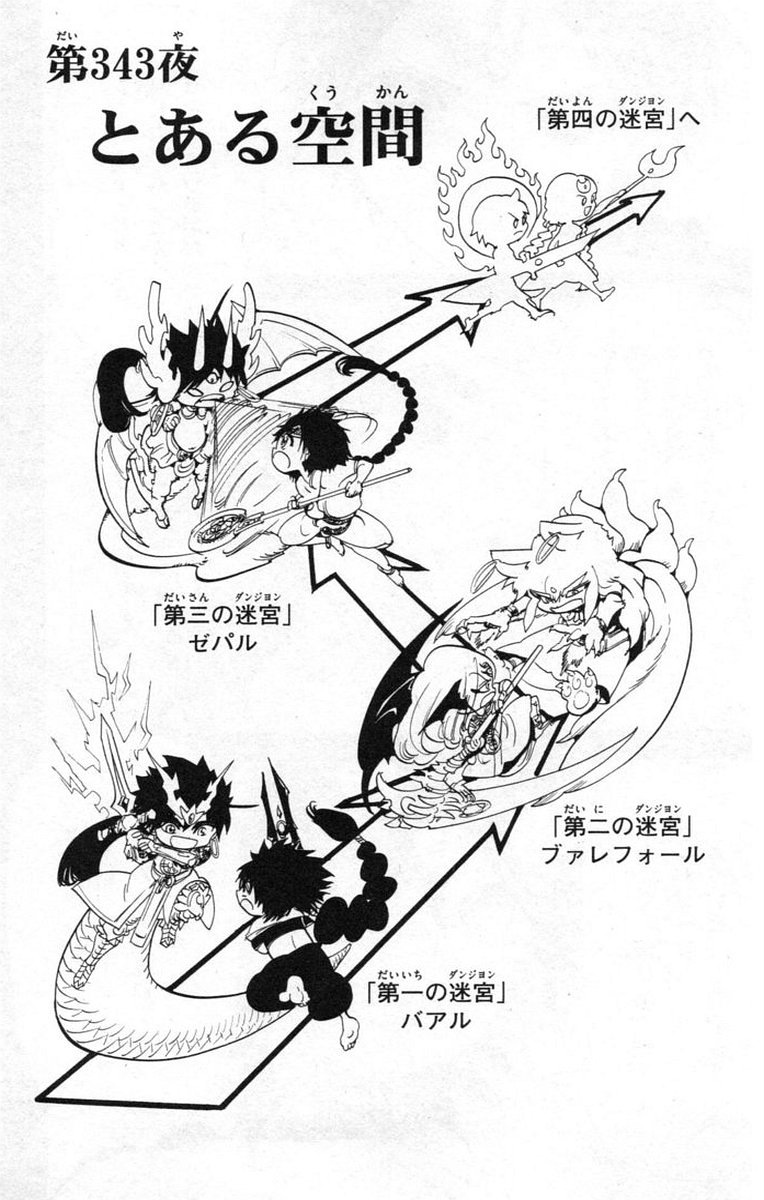 第343夜
とある空間
「第四の迷宮」へ
「第三の迷宮」
ゼパル
「第二の迷宮」
ブァレフォール
「第一の迷宮」
バアル